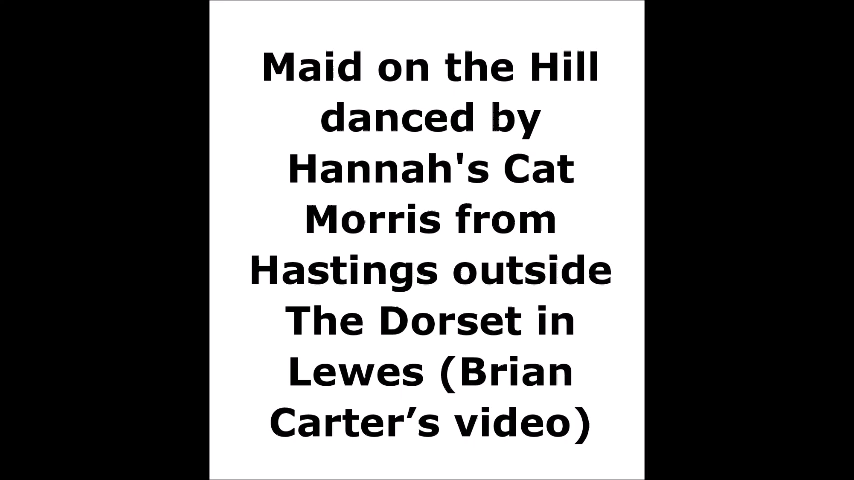 Maid on the Hill
danced by
Hannah's Cat
Morris from
Hastings outside
The Dorset in
Lewes (Brian
Carter’s video)